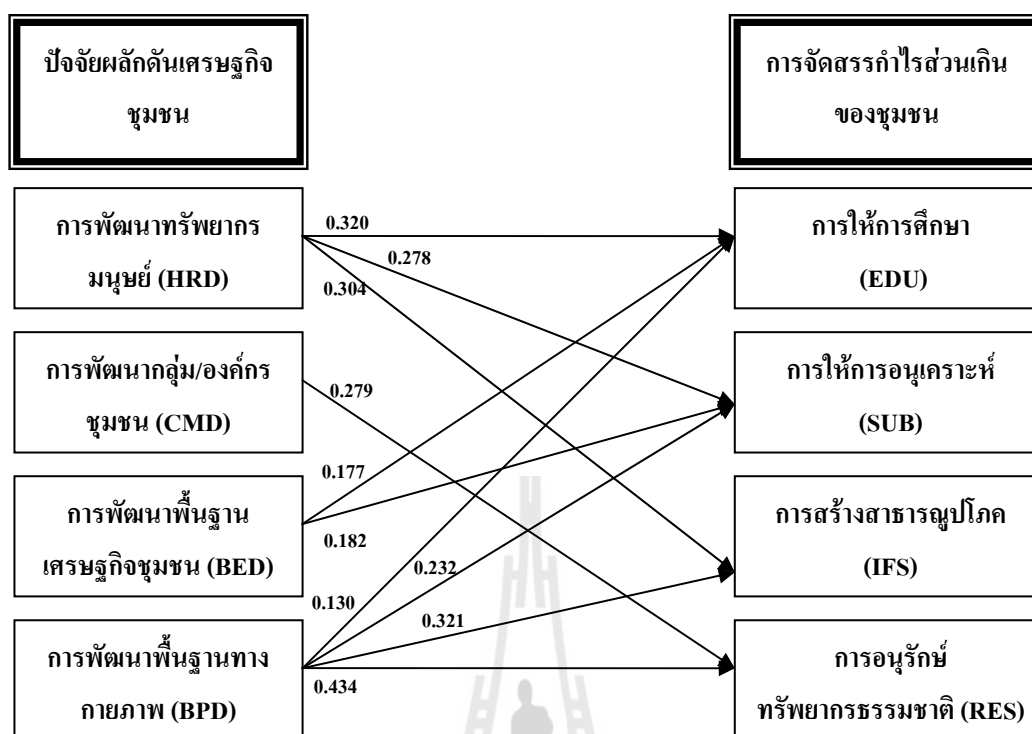 ปัจจัยผลักดันเศรษฐกิจ
ชุมชน
การจัดสรรกำไรส่วนเกิน
ของชุมชน
การพัฒนาทรัพยากร
มนุษย์ (HRD)
0.320
0.278
0.304
การให้การศึกษา
(EDU)
การพัฒนากลุ่ม/องค์กร
ชุมชน (CMD)
0.279
การให้การอนุเคราะห์
(SUB)
การพัฒนาพื้นฐาน
เศรษฐกิจชุมชน (BED)
0.177
0.182
การสร้างสาธารณูปโภค
(IFS)
0.232
0.130
0.321
การพัฒนาพื้นฐานทาง
กายภาพ (BPD)
0.434
การอนุรักษ์
ทรัพยากรธรรมชาติ (RES)